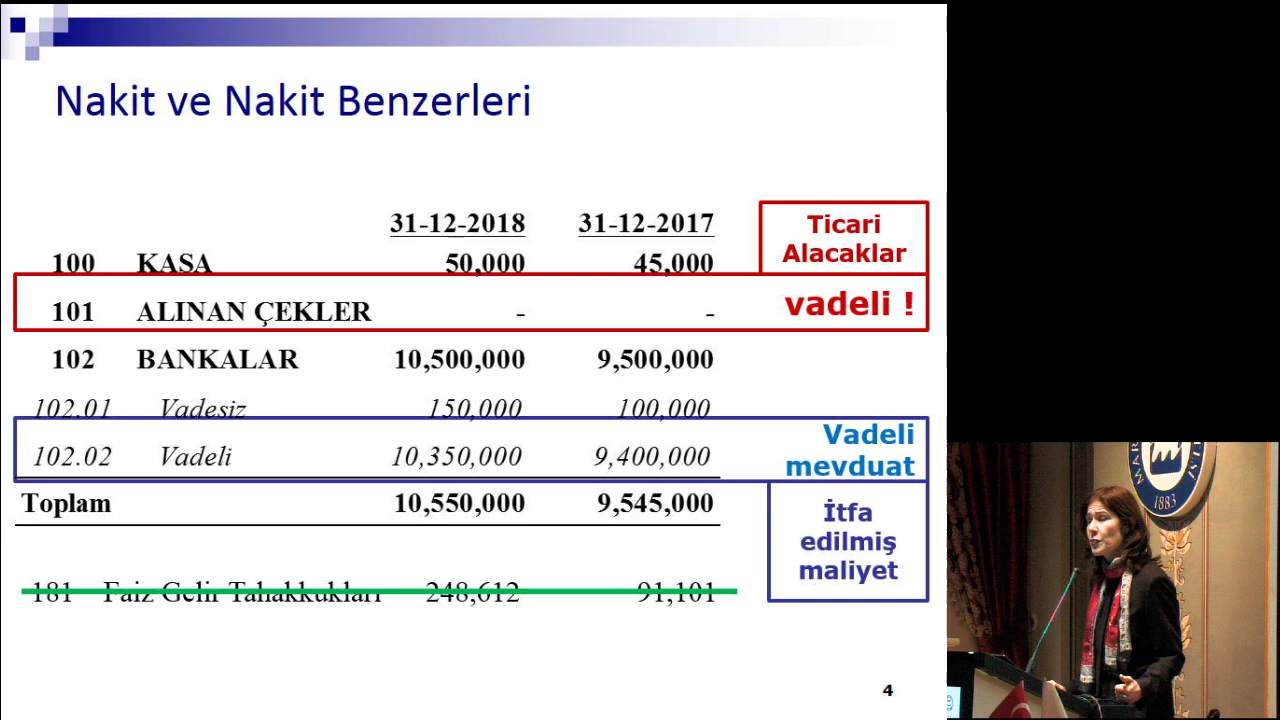 Nakit ve Nakit Benzerleri
31-12-2018 31-12-2017
Ticari
Alacaklar
100 KASA 50,000 45,000
101 ALINAN ÇEKLER - - vadeli !
102 BANKALAR 10,500,000 9,500,000
102.01 Vadesiz 150,000 100,000
Vadeli
mevduat
102.02 Vadeli 10,350,000 9,400,000
Toplam 10,550,000 9,545,000
İtfa
edilmiş
maliyet
181 Faiz Gelir Tahakkukları 248,612 91,101
4
1883